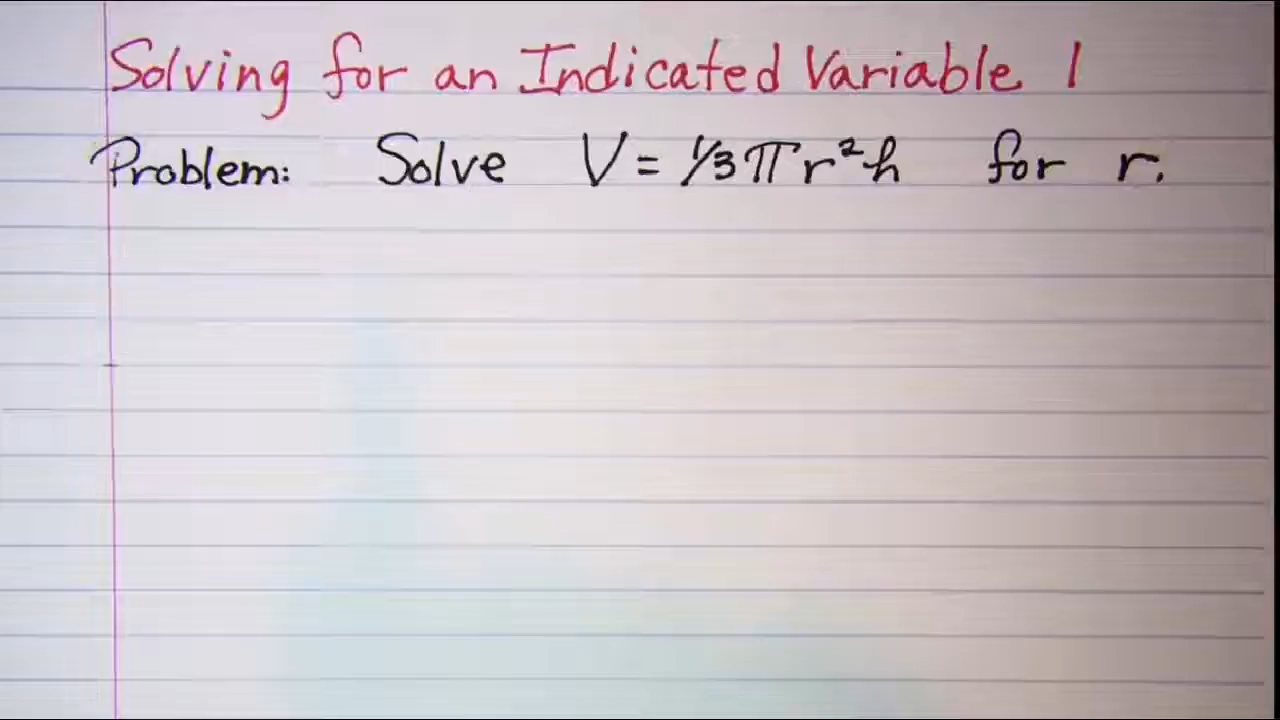 Solving for an Indicated Variable 1
Problem: Solve V = 1/3 π r²h for r.